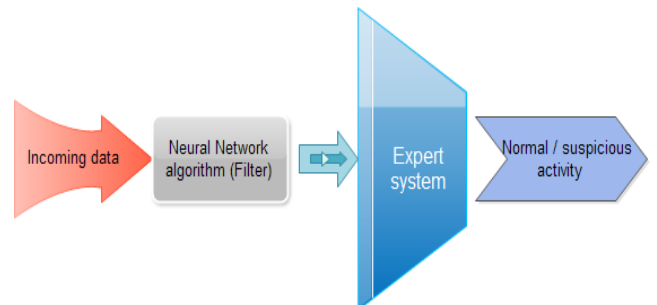 Incoming data
Neural Network
algorithm (Filter)
Expert
system
Normal / suspicious
activity